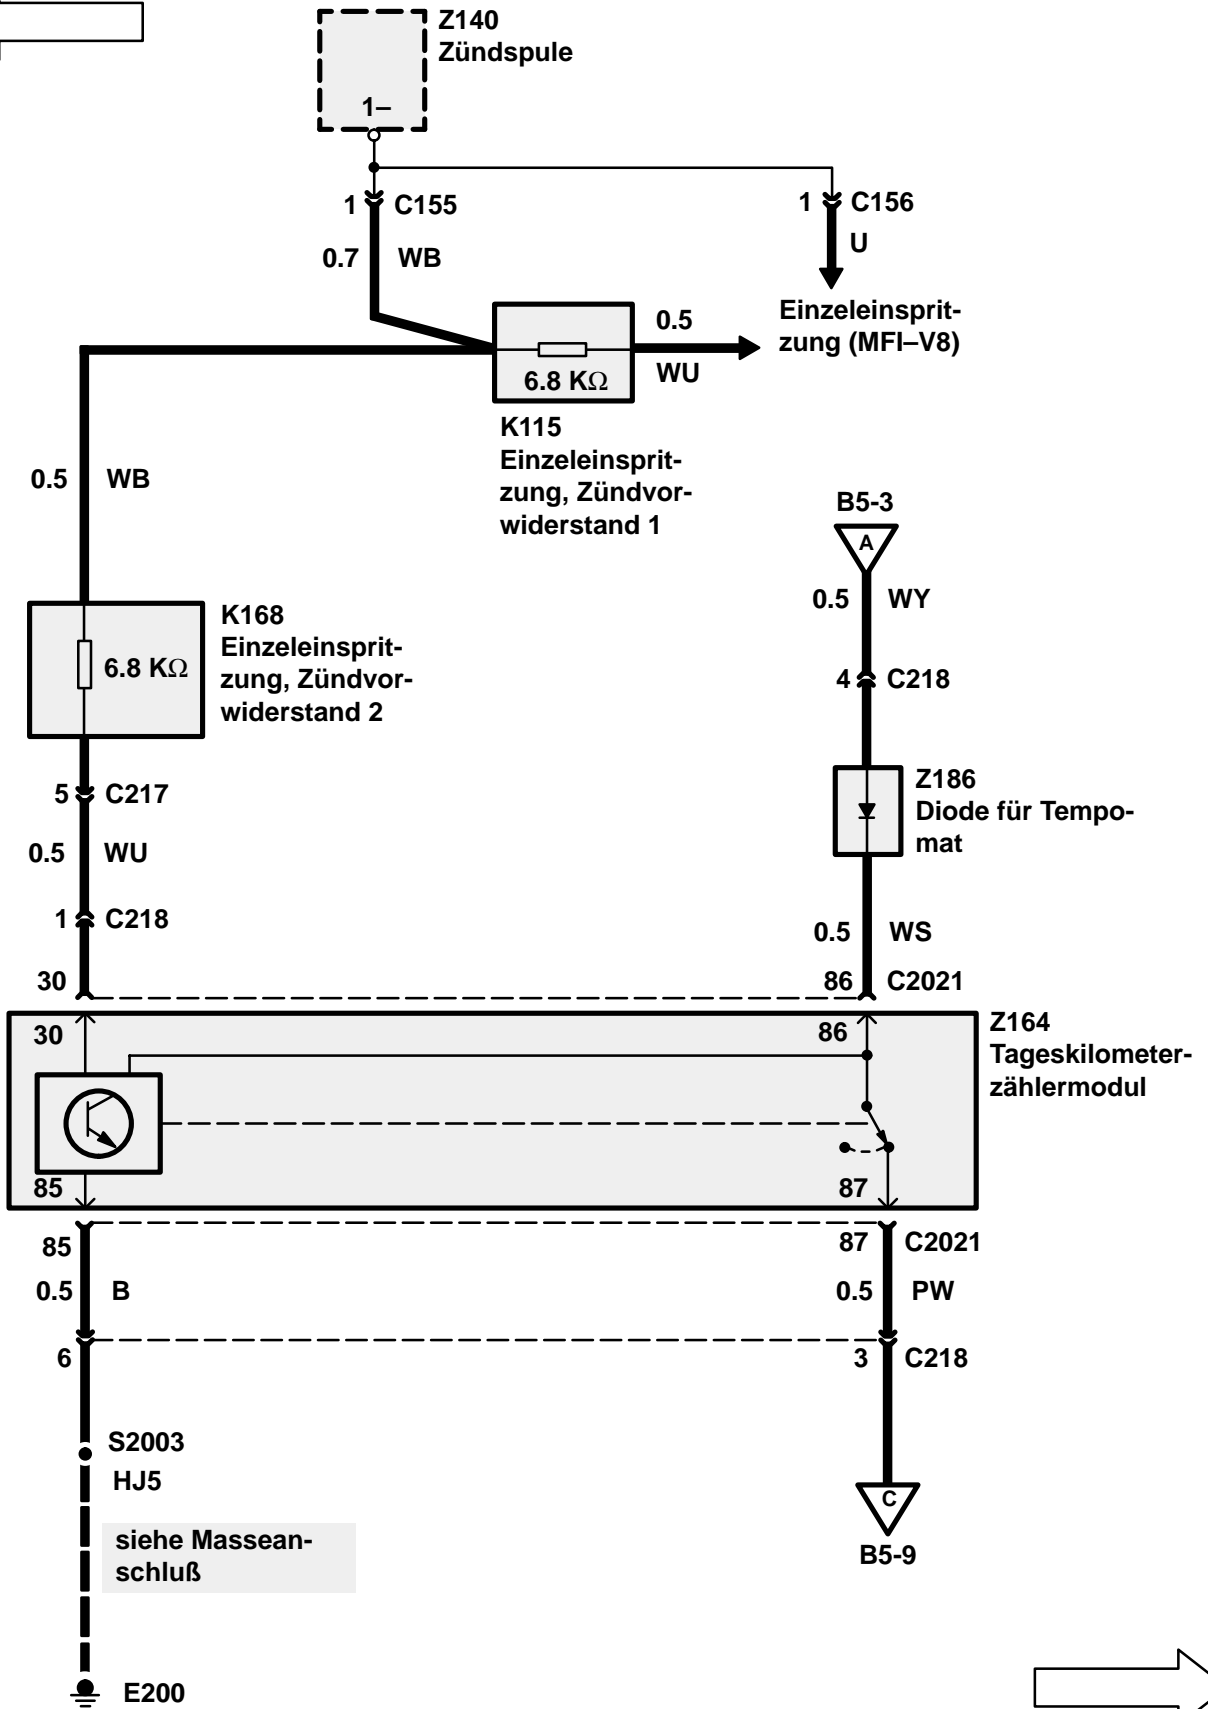 Z140
Zündspule
1–
1 C155
1 C156
0.7 WB
U
Einzeleinsprit-
zung (MFI–V8)
0.5
WU
6.8 KΩ
K115
Einzeleinsprit-
zung, Zündvor-
widerstand 1
0.5 WB
B5-3
A
0.5 WY
K168
Einzeleinsprit-
zung, Zündvor-
widerstand 2
6.8 KΩ
4 C218
Z186
Diode für Tempo-
mat
5 C217
0.5 WU
1 C218
0.5 WS
30
86 C2021
30
86
Z164
Tageskilometer-
zählermodul
85
87
85
87 C2021
0.5 B
0.5 PW
6
3 C218
S2003
HJ5
C
siehe Massean-
schluß
B5-9
E200